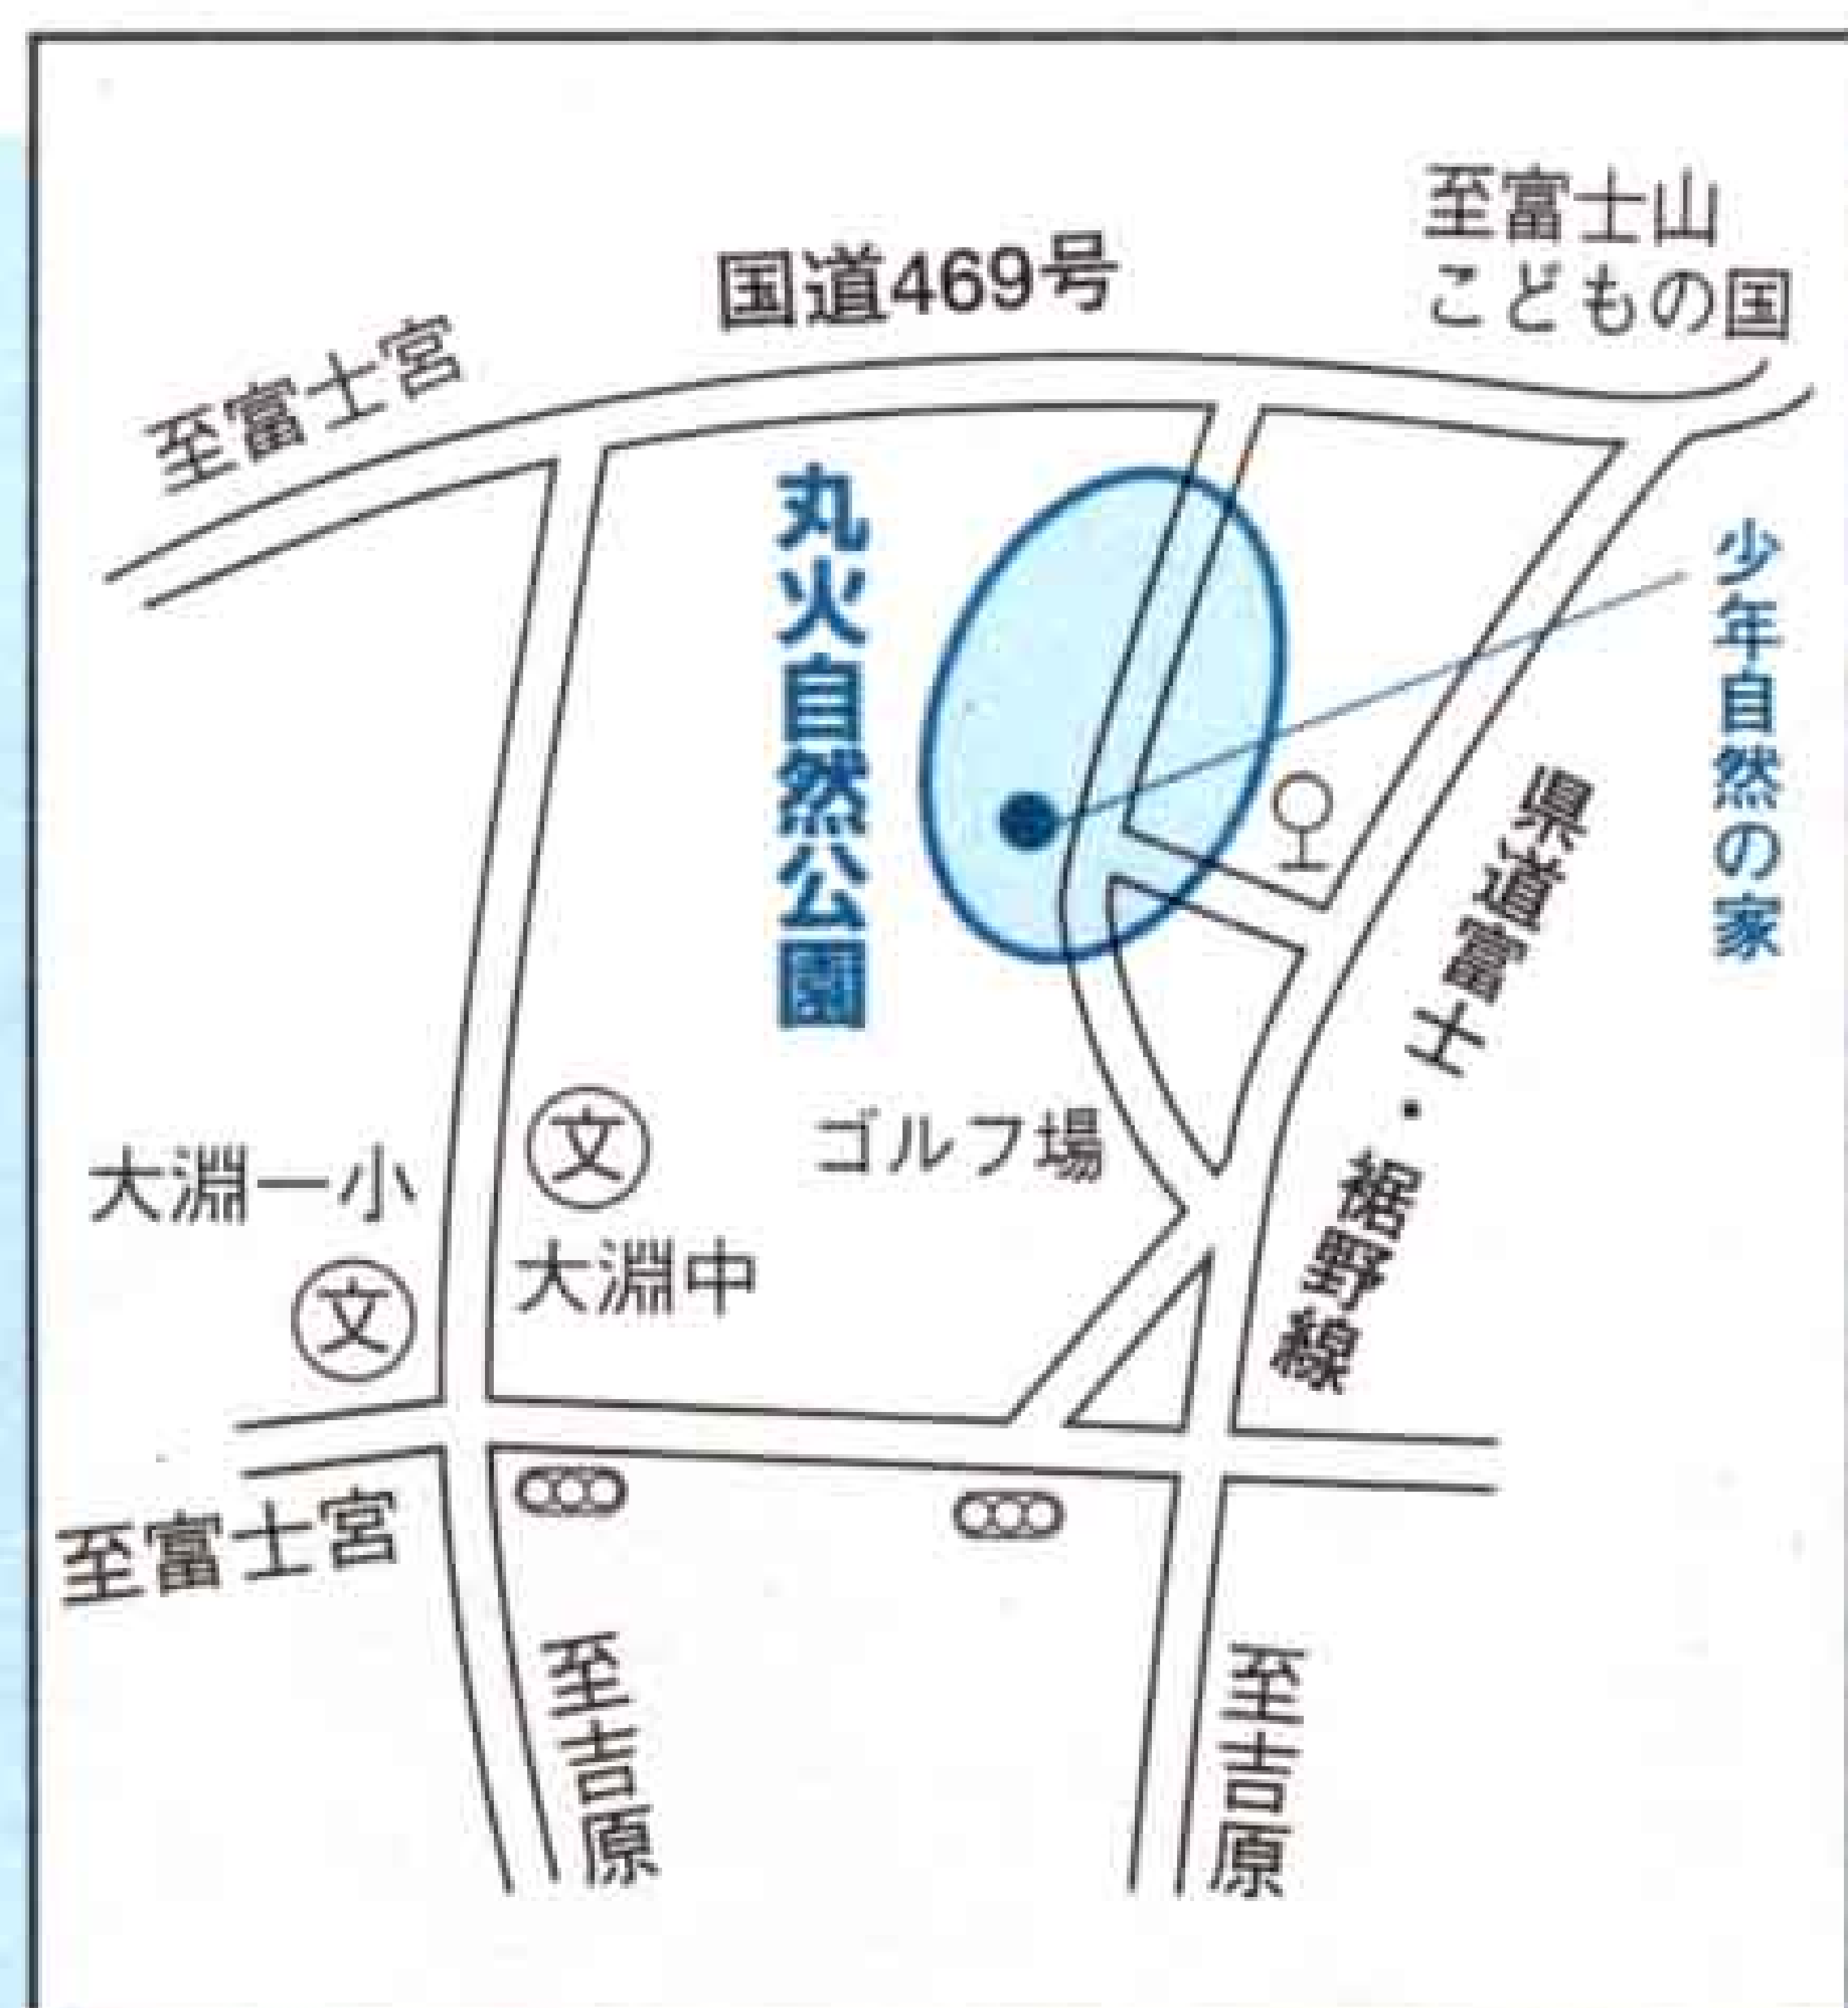 至富士山
こどもの国
国道469号
至富士宮
丸火自然公園
少年自然の家
県道富士・裾野線
ゴルフ場
文
大淵一小
大淵中
文
至富士宮
至吉原
至吉原